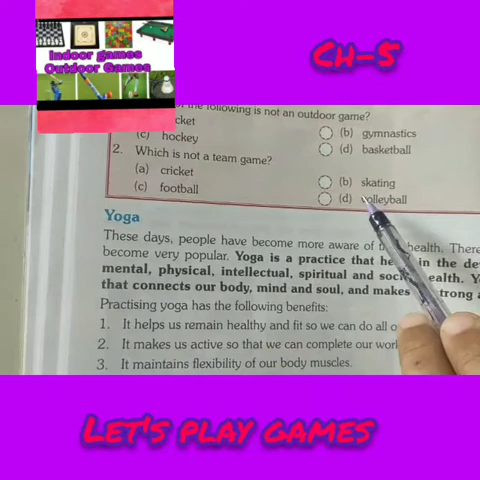 Indoor games
Outdoor Games
Ch-5
the following is not an outdoor game?
cket
(b) gymnastics
(c) hockey
(d) basketball
2. Which is not a team game?
(a) cricket
(b) skating
(c) football
(d) volleyball
Yoga
These days, people have become more aware of health. There
become very popular. Yoga is a practice that in the
mental, physical, intellectual, spiritual and
that connects our body, mind and soul, and makes strong
Practising yoga has the following benefits:
1. It helps us remain healthy and fit so we can do all
2. It makes us active so that we can complete our
3. It maintains flexibility of our body muscles.
Let's play games